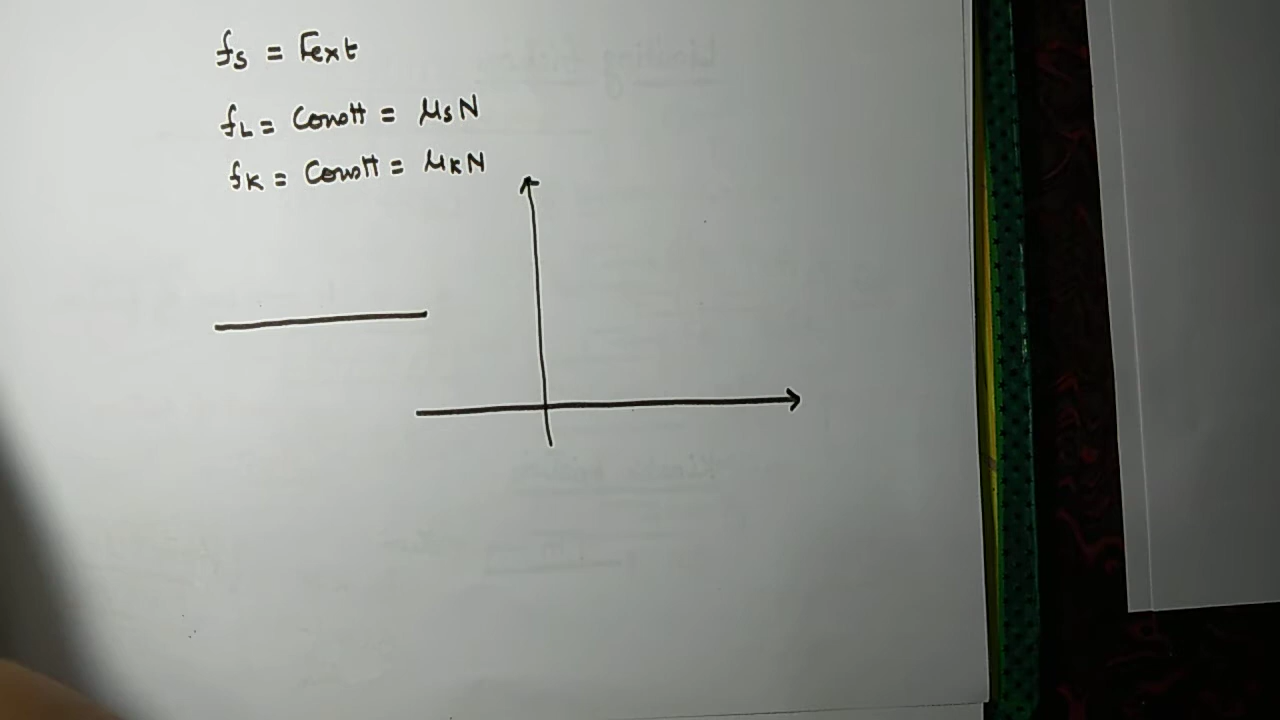 fs = Fext
fL = Constt = μsN
fK = Constt = μKN